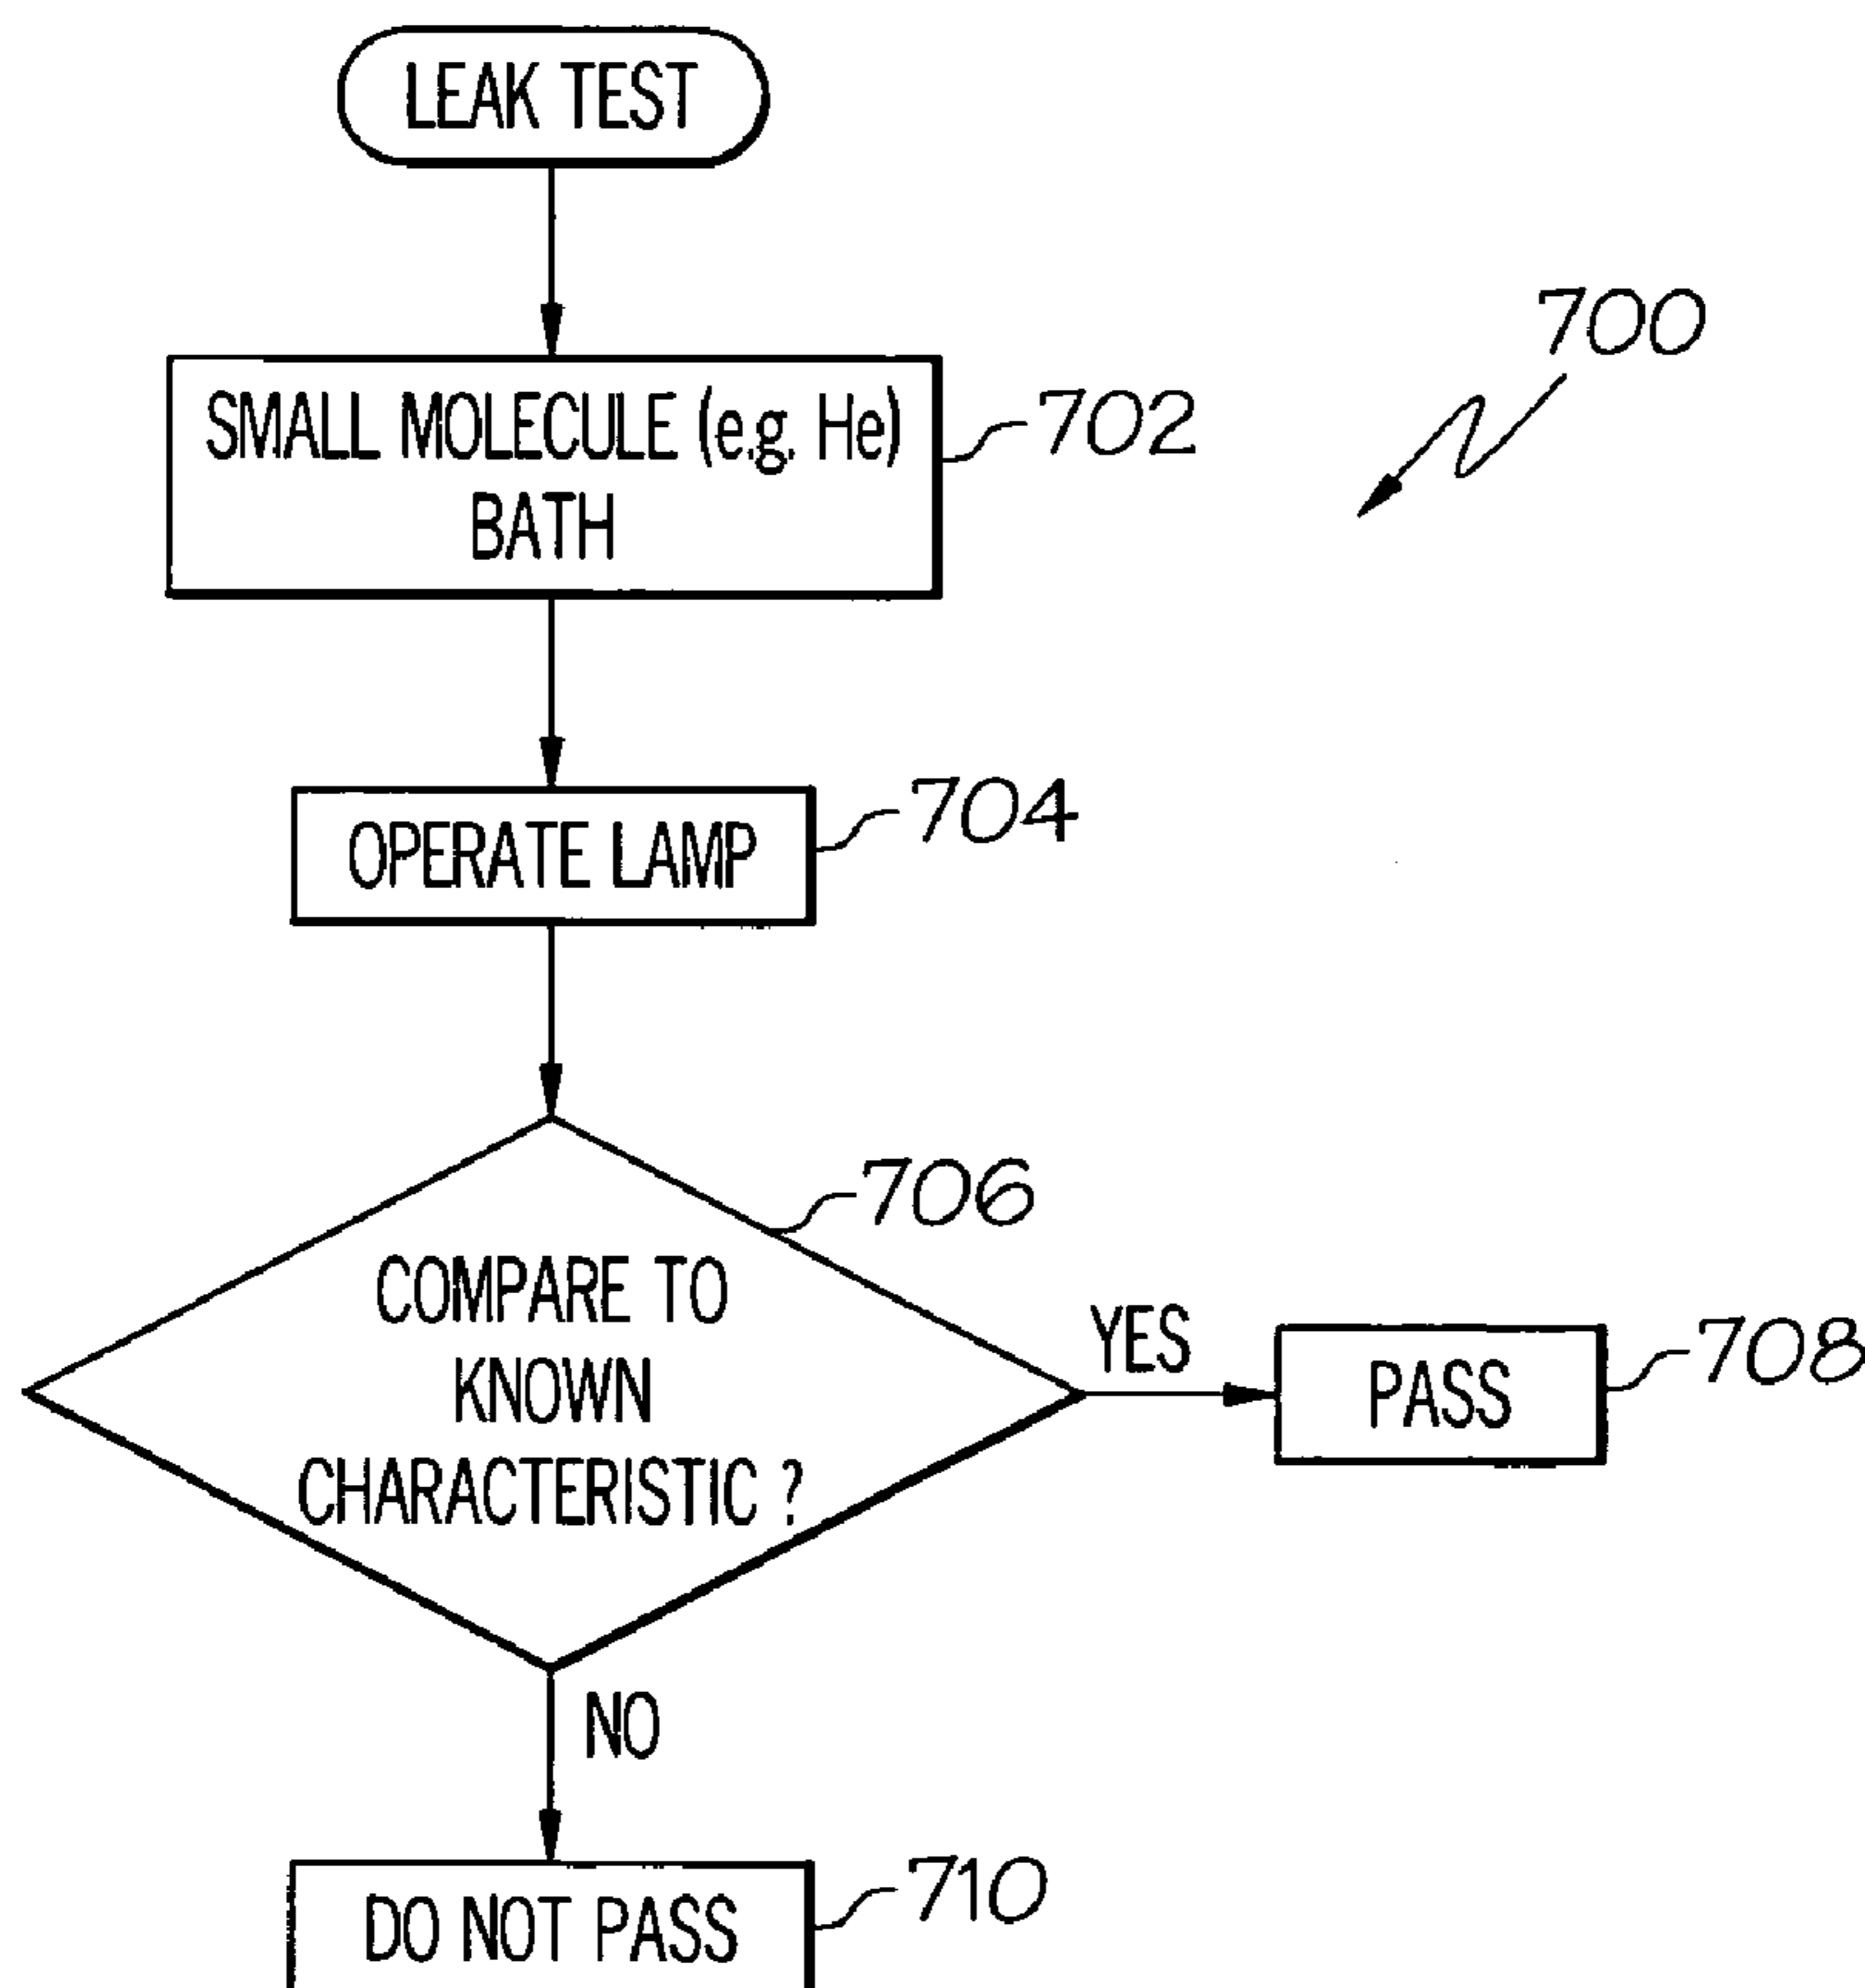 LEAK TEST
700
SMALL MOLECULE (e.g. He)
BATH
702
OPERATE LAMP
704
706
COMPARE TO
KNOWN
CHARACTERISTIC ?
YES
PASS
708
NO
DO NOT PASS
710